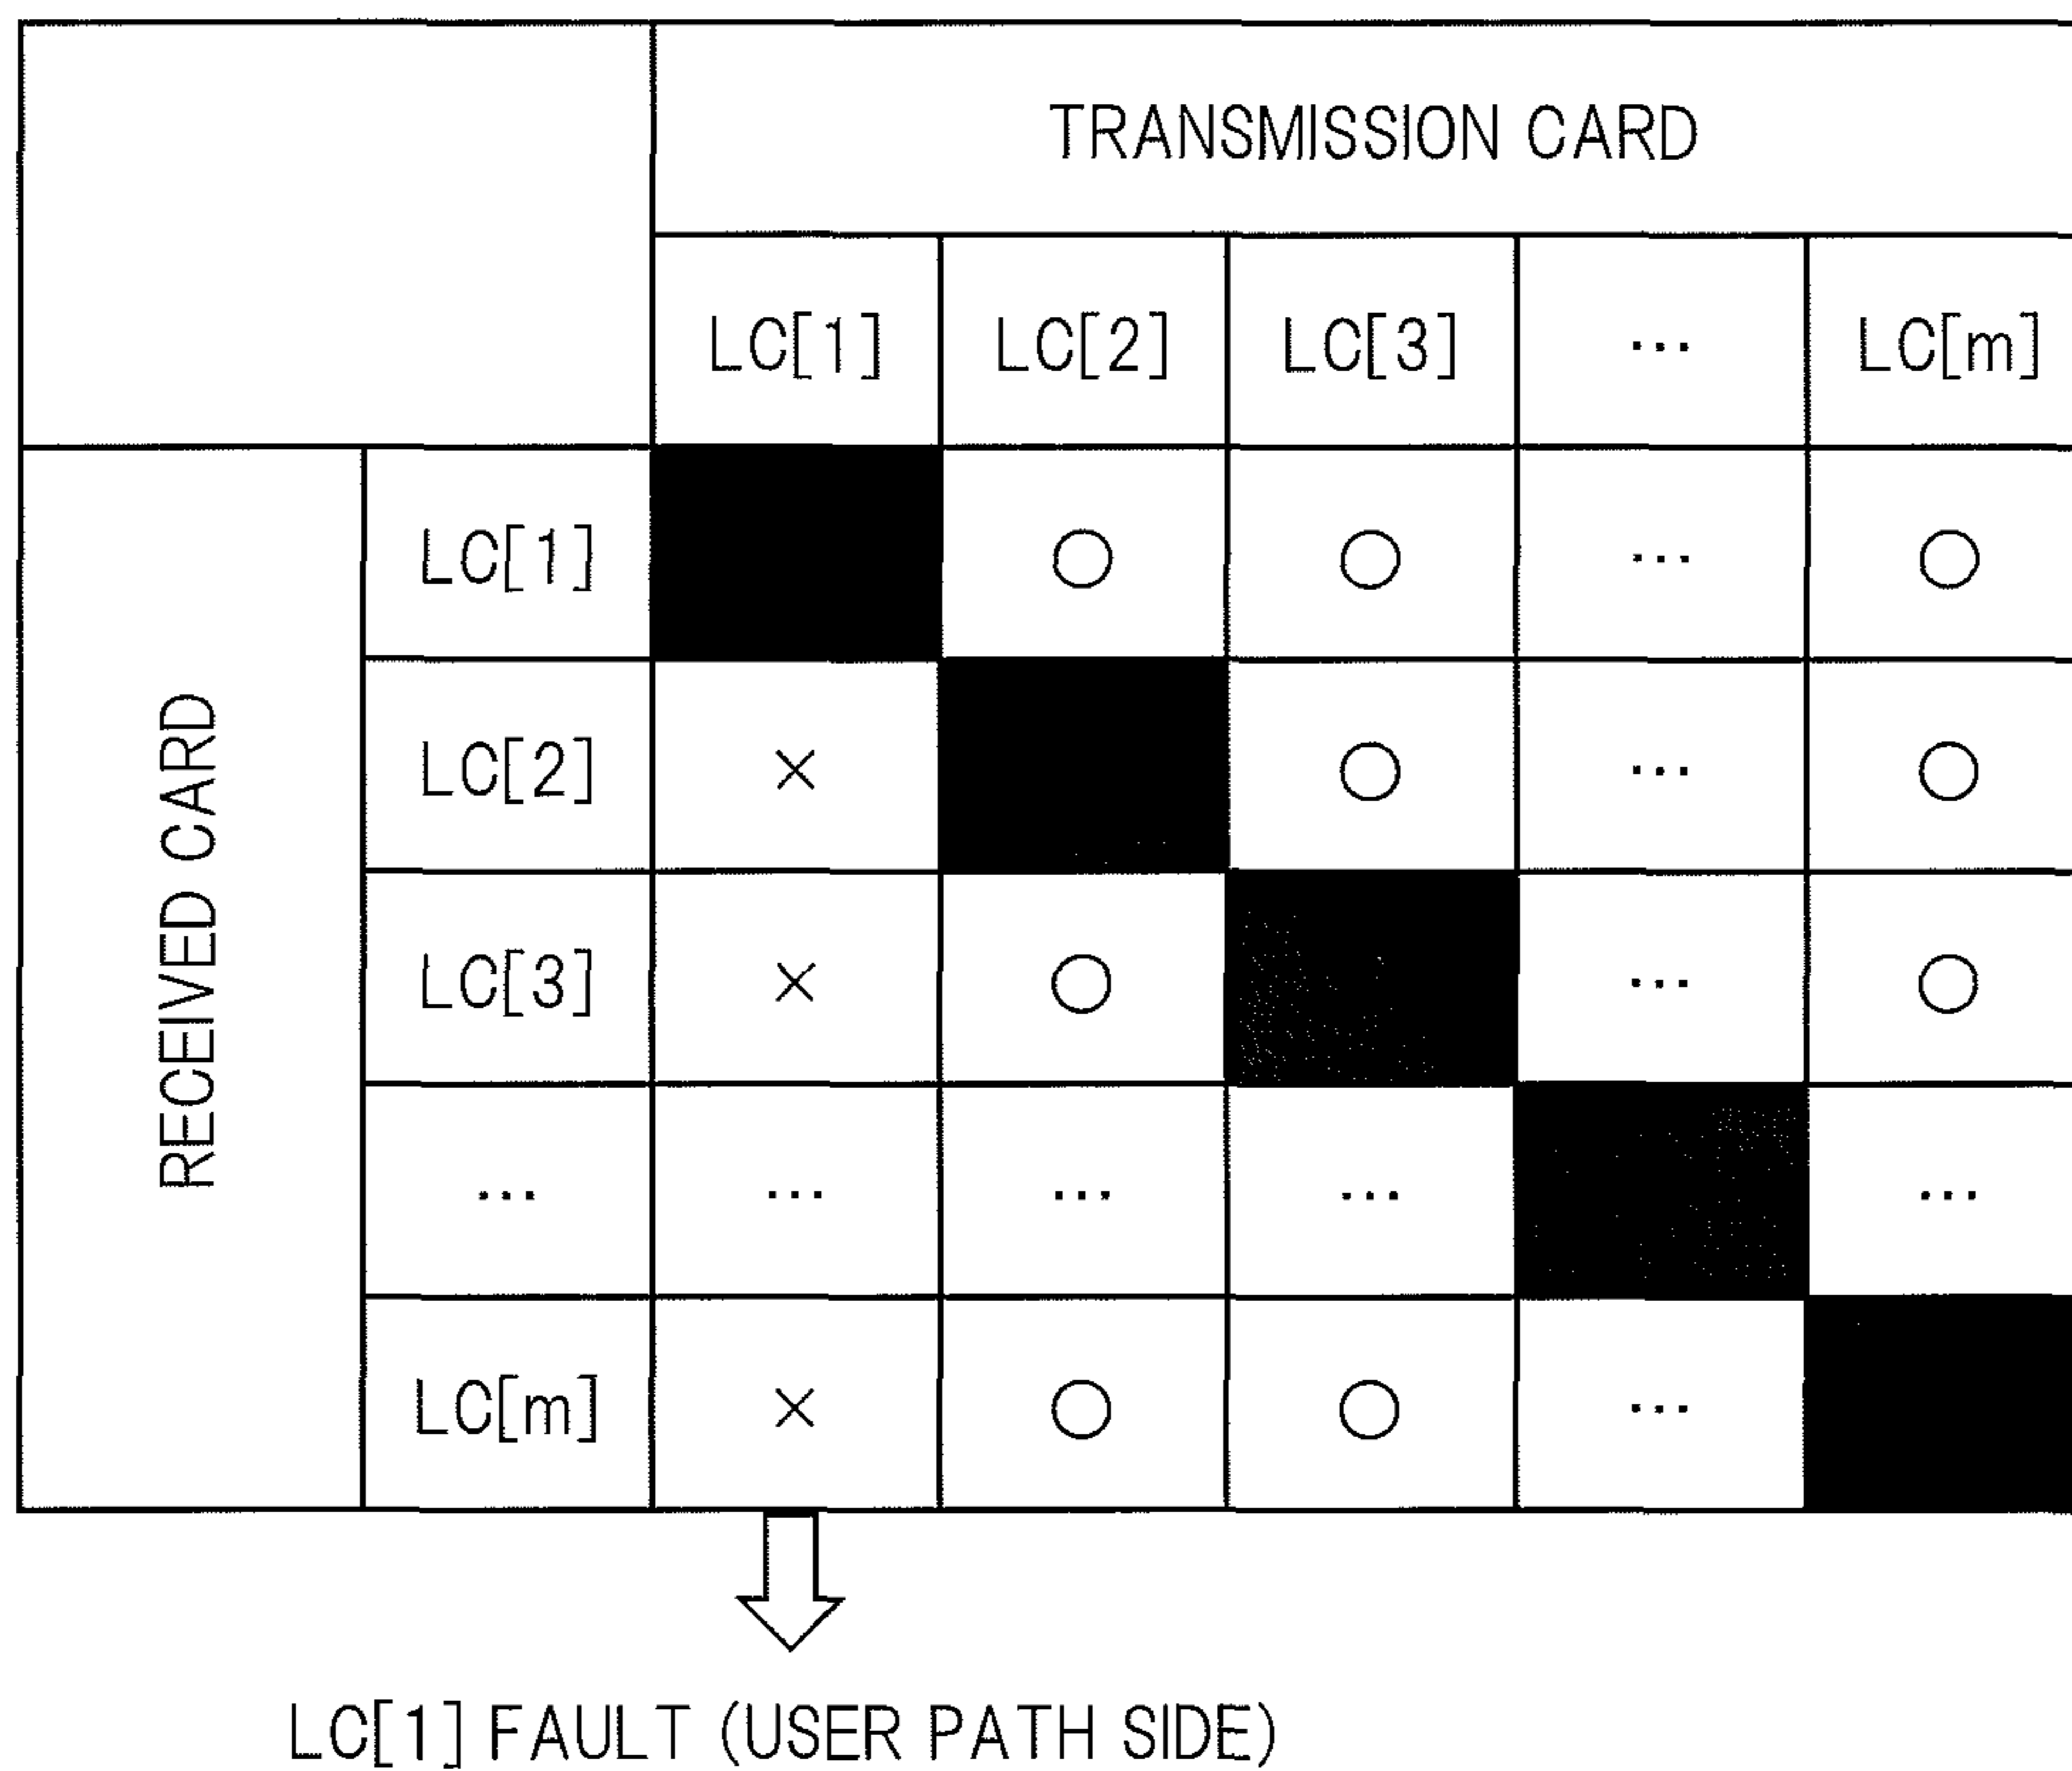 TRANSMISSION CARD
LC[1] LC[2] LC[3] ... LC[m]
RECEIVED CARD
LC[1] ○ ○ ... ○
LC[2] × ○ ... ○
LC[3] × ○ ... ○
... ... ... ... ...
LC[m] × ○ ○ ...
LC[1] FAULT (USER PATH SIDE)